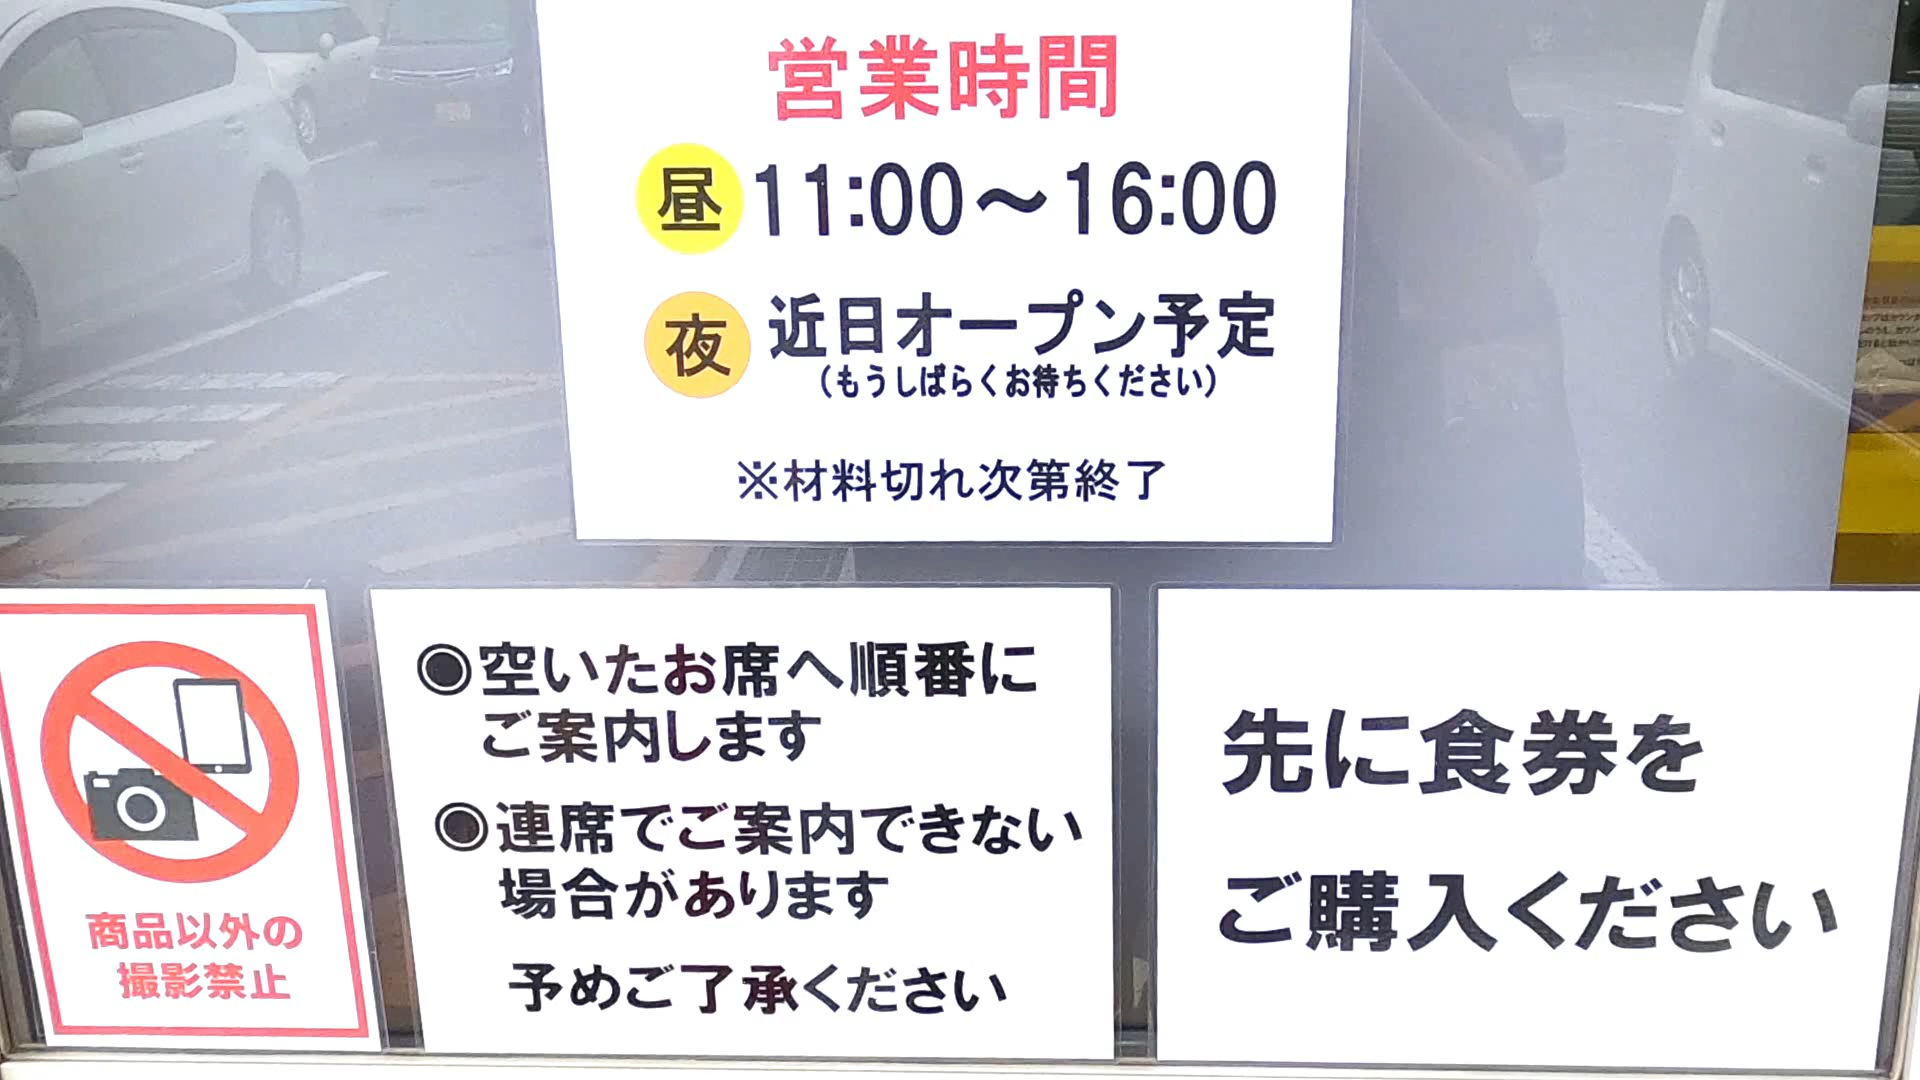 営業時間
昼 11:00～16:00
夜 近日オープン予定
（もうしばらくお待ちください）
※材料切れ次第終了
商品以外の
撮影禁止
◉空いたお席へ順番に
ご案内します
◉連席でご案内できない
場合があります
予めご了承ください
先に食券を
ご購入ください